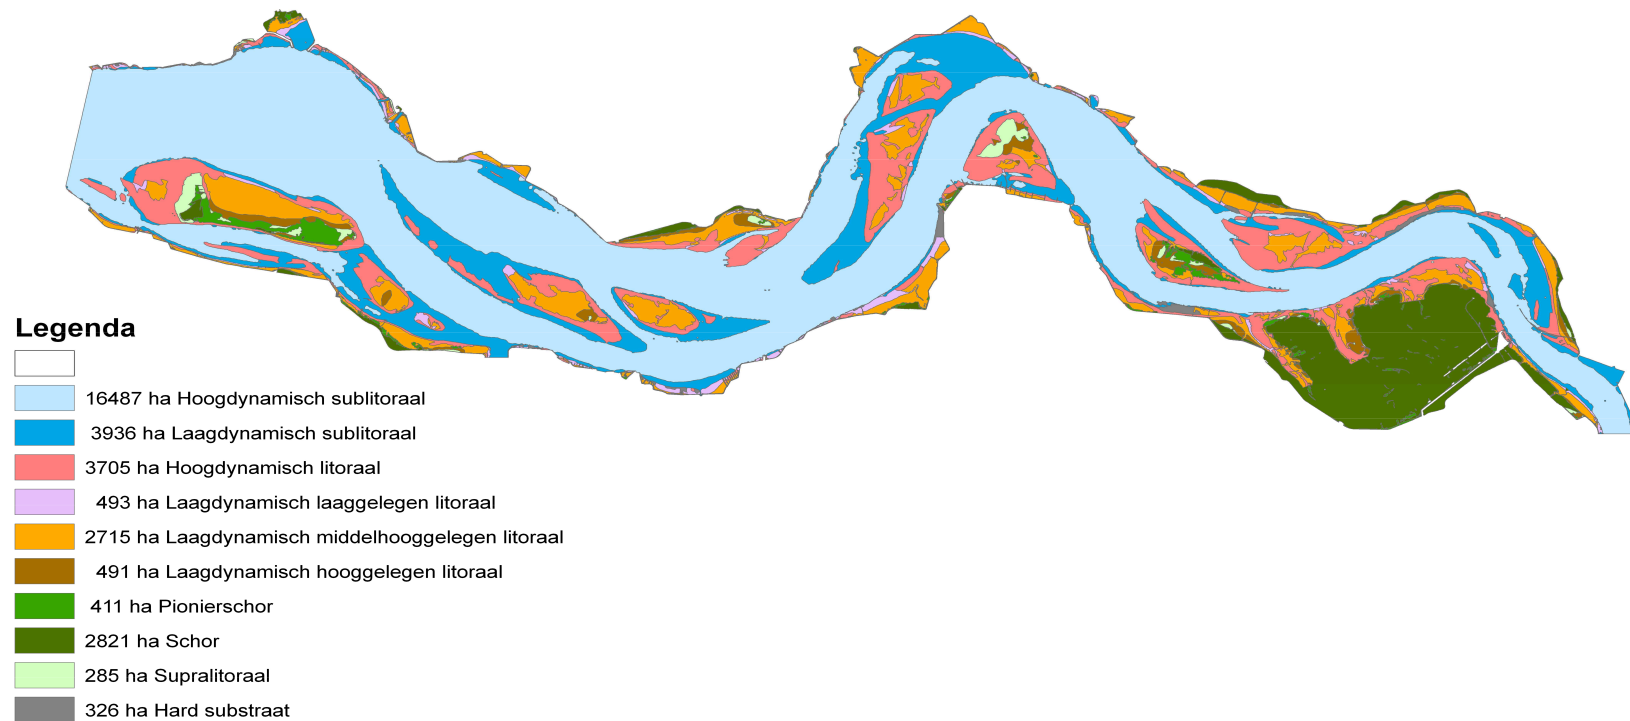 Legenda
16487 ha Hoogdynamisch sublitoraal
3936 ha Laagdynamisch sublitoraal
3705 ha Hoogdynamisch litoraal
493 ha Laagdynamisch laaggelegen litoraal
2715 ha Laagdynamisch middelhooggelegen litoraal
491 ha Laagdynamisch hooggelegen litoraal
411 ha Pionierschor
2821 ha Schor
285 ha Supralitoraal
326 ha Hard substraat